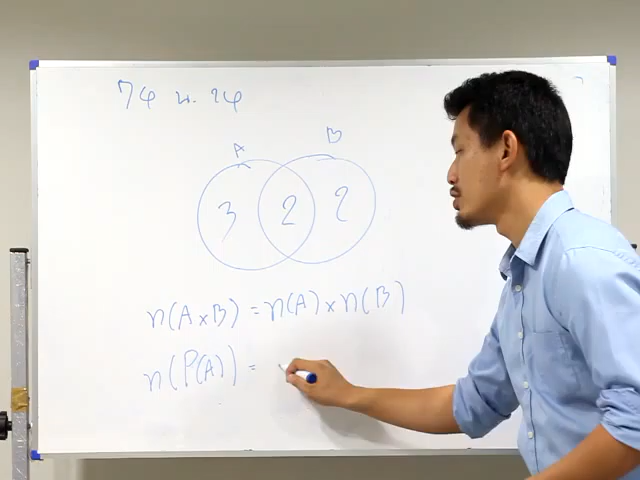 A B
3 2 2
n(A×B) = n(A)×n(B)
n(P(A)) =